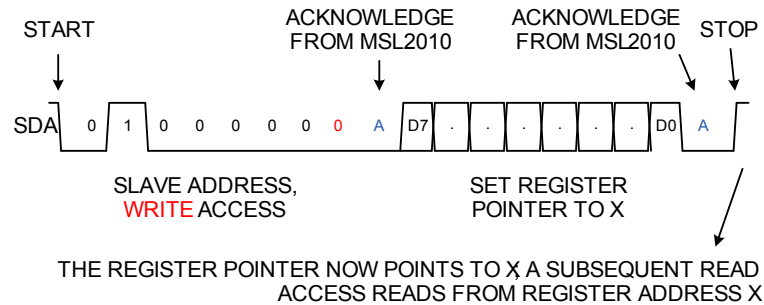 START
ACKNOWLEDGE
FROM MSL2010
ACKNOWLEDGE
FROM MSL2010
STOP
SDA 0 1 0 0 0 0 0 0 A D7 . . . . . . D0 A
SLAVE ADDRESS,
WRITE ACCESS
SET REGISTER
POINTER TO X
THE REGISTER POINTER NOW POINTS TO X; A SUBSEQUENT READ
ACCESS READS FROM REGISTER ADDRESS X